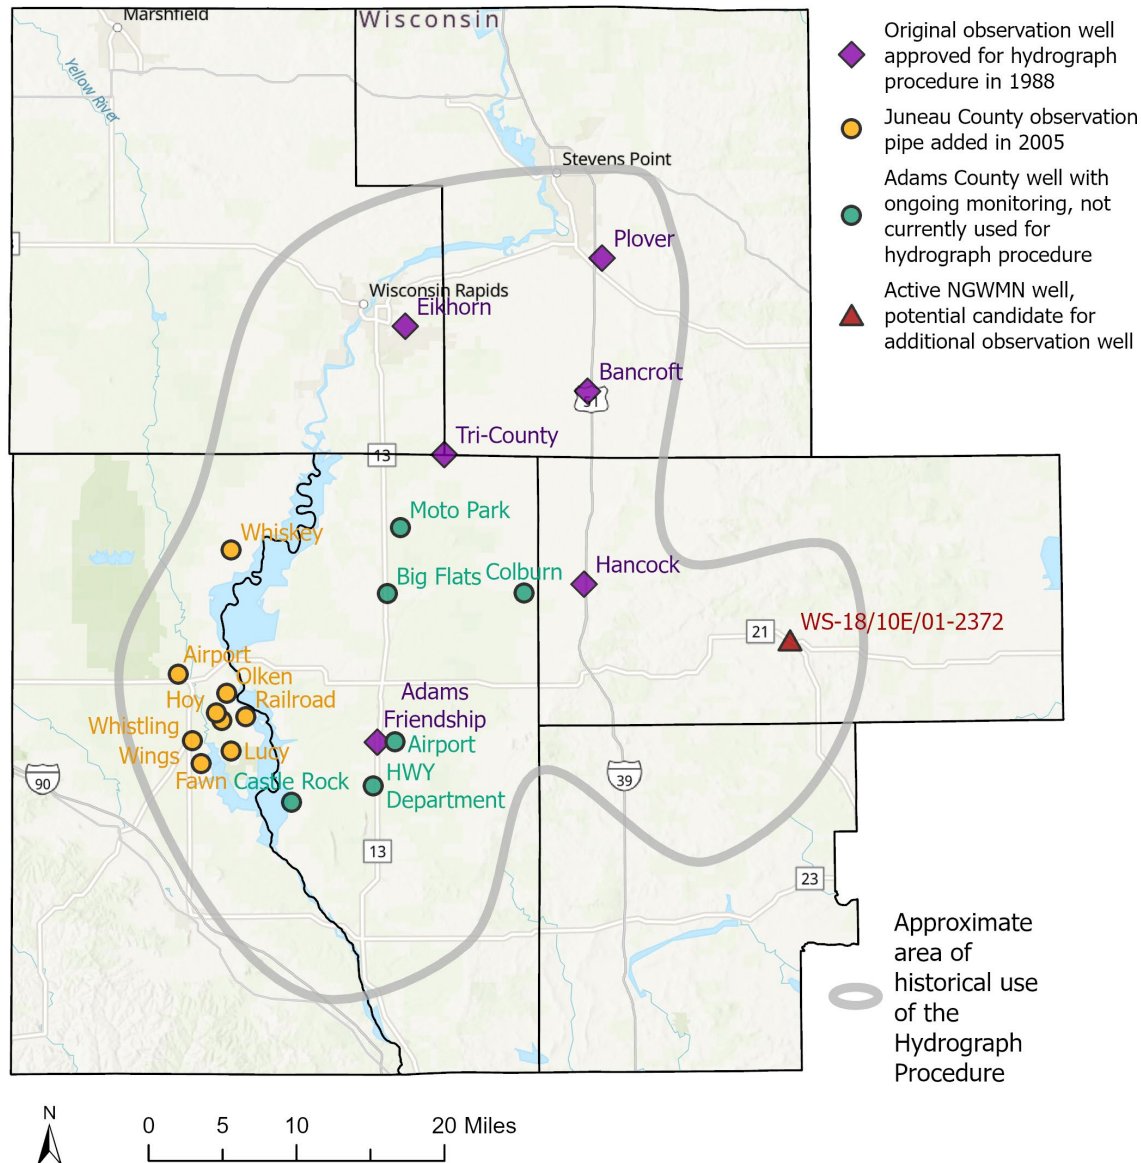 Marshfield
Wisconsin
Yellow River
Stevens Point
Plover
Wisconsin Rapids
Eikhorn
Bancroft
51
Tri-County
13
Moto Park
Whiskey
Big Flats
Colburn
Hancock
21
WS-18/10E/01-2372
Airport
Olken
Hoy
Railroad
Adams
Friendship
Whistling
Wings
Airport
Lucy
Fawn
Castle Rock
HWY
Department
90
39
13
23
Original observation well
approved for hydrograph
procedure in 1988
Juneau County observation
pipe added in 2005
Adams County well with
ongoing monitoring, not
currently used for
hydrograph procedure
Active NGWMN well,
potential candidate for
additional observation well
Approximate
area of
historical use
of the
Hydrograph
Procedure
N
0 5 10 20 Miles